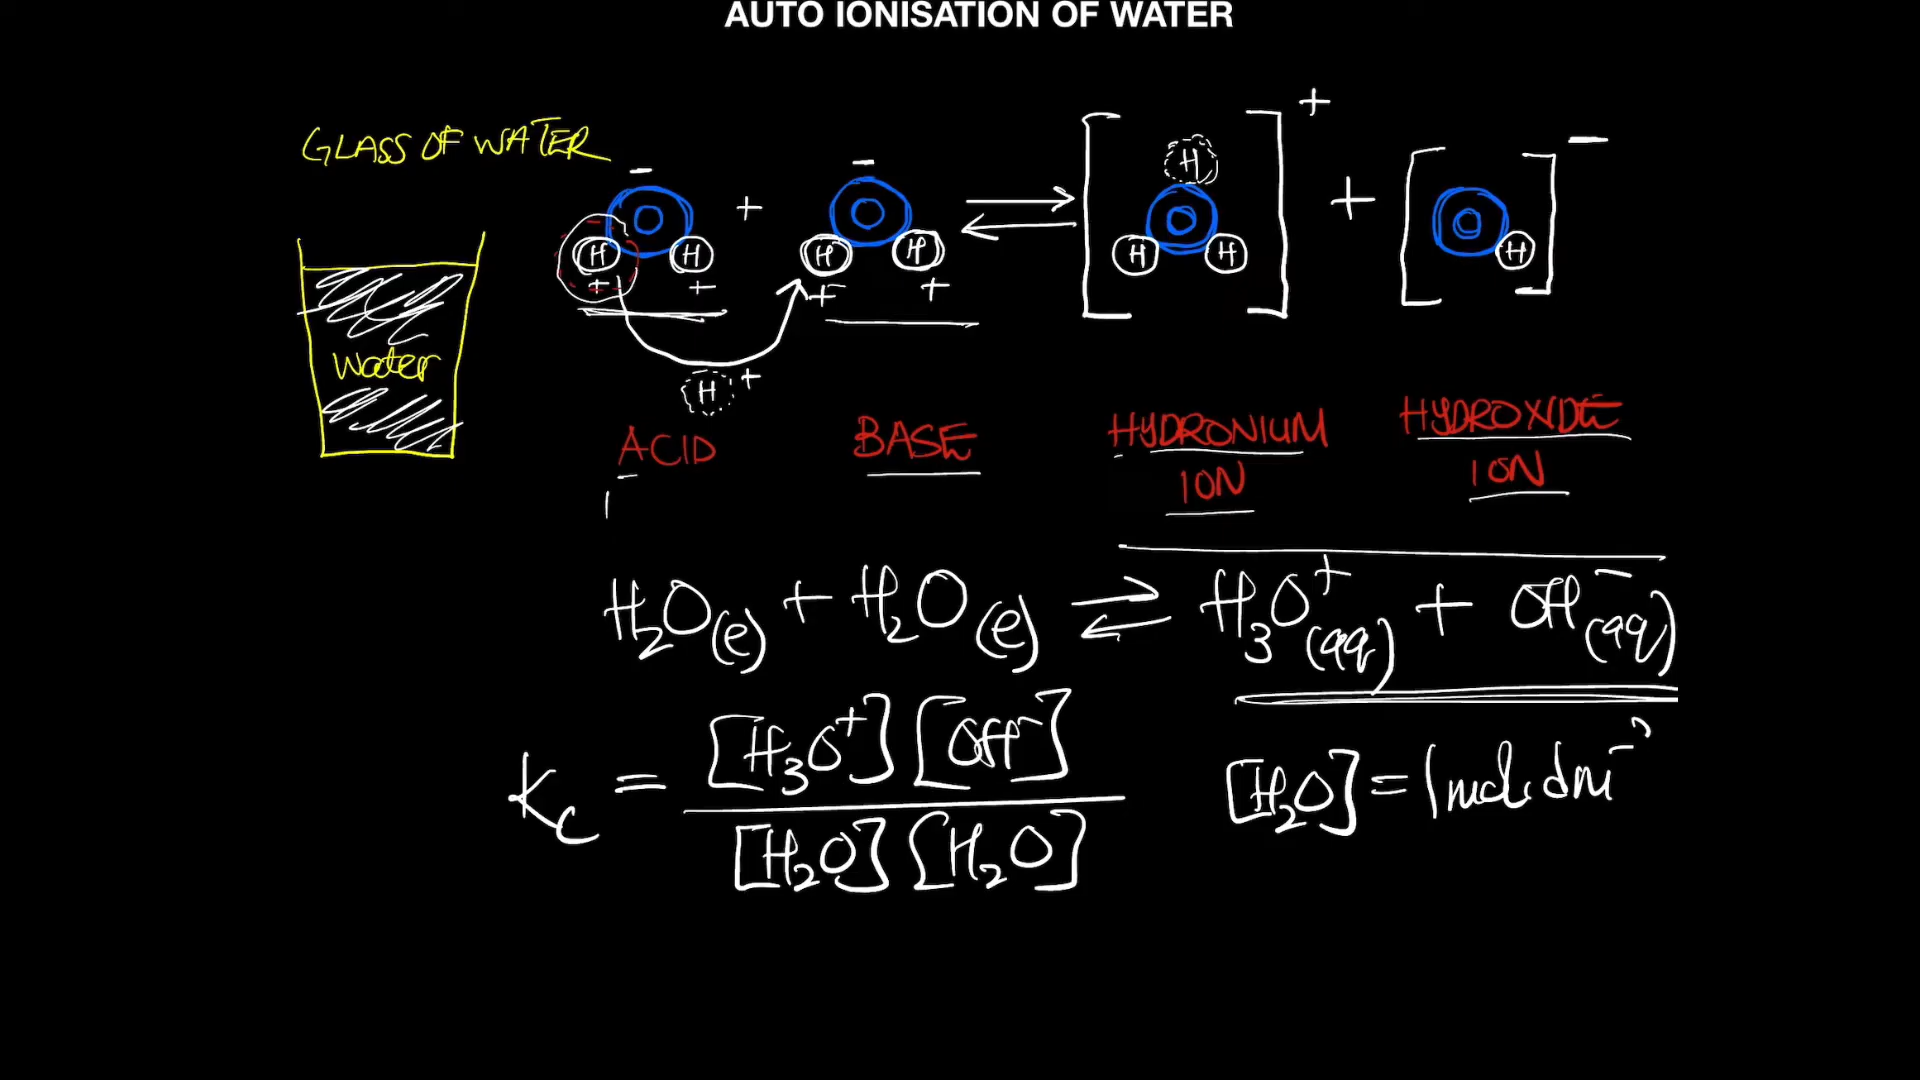 AUTO IONISATION OF WATER
GLASS OF WATER
water
- - + -
O + O ⇌ [ H O H H ] + [ O H ]
H H H H
+ + + +
H +
ACID BASE HYDRONIUM ION HYDROXIDE ION
H₂O(l) + H₂O(l) ⇌ H₃O⁺(aq) + OH⁻(aq)
Kc = [H₃O⁺][OH⁻] / [H₂O][H₂O]
[H₂O] = 1 mol.dm⁻³